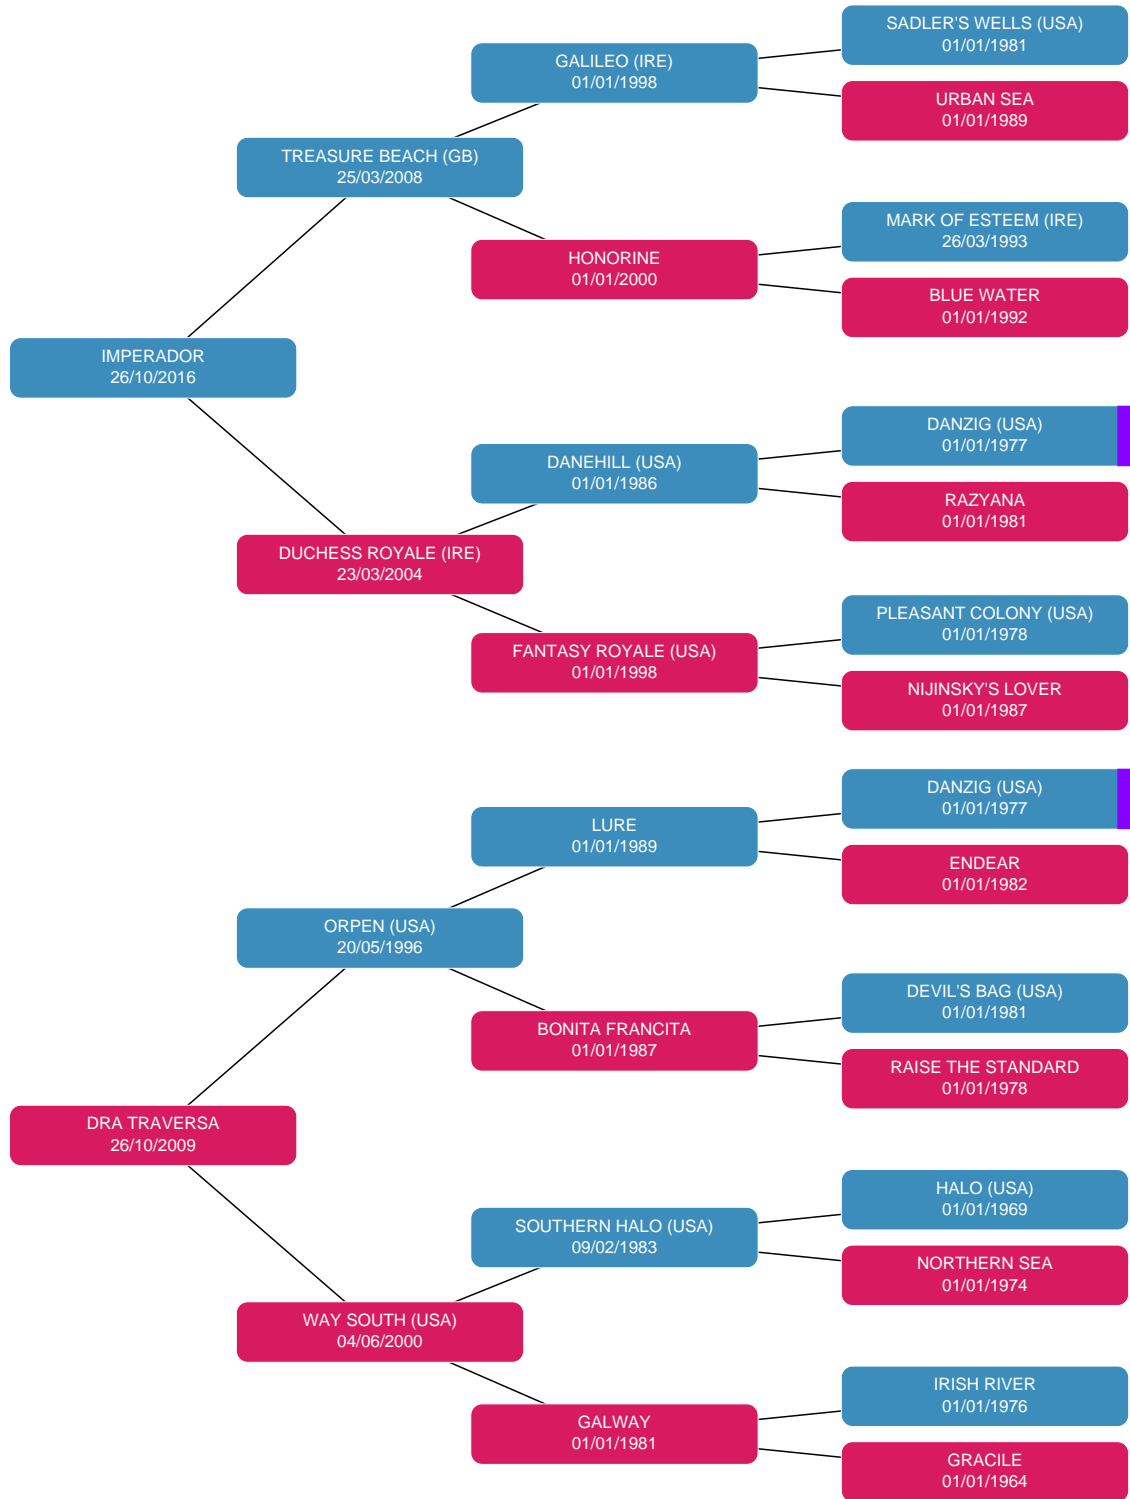 SADLER'S WELLS (USA)
01/01/1981
GALILEO (IRE)
01/01/1998
URBAN SEA
01/01/1989
TREASURE BEACH (GB)
25/03/2008
MARK OF ESTEEM (IRE)
26/03/1993
HONORINE
01/01/2000
BLUE WATER
01/01/1992
IMPERADOR
26/10/2016
DANZIG (USA)
01/01/1977
DANEHILL (USA)
01/01/1986
RAZYANA
01/01/1981
DUCHESS ROYALE (IRE)
23/03/2004
PLEASANT COLONY (USA)
01/01/1978
FANTASY ROYALE (USA)
01/01/1998
NIJINSKY'S LOVER
01/01/1987
DANZIG (USA)
01/01/1977
LURE
01/01/1989
ENDEAR
01/01/1982
ORPEN (USA)
20/05/1996
DEVIL'S BAG (USA)
01/01/1981
BONITA FRANCITA
01/01/1987
RAISE THE STANDARD
01/01/1978
DRA TRAVERSA
26/10/2009
HALO (USA)
01/01/1969
SOUTHERN HALO (USA)
09/02/1983
NORTHERN SEA
01/01/1974
WAY SOUTH (USA)
04/06/2000
IRISH RIVER
01/01/1976
GALWAY
01/01/1981
GRACILE
01/01/1964